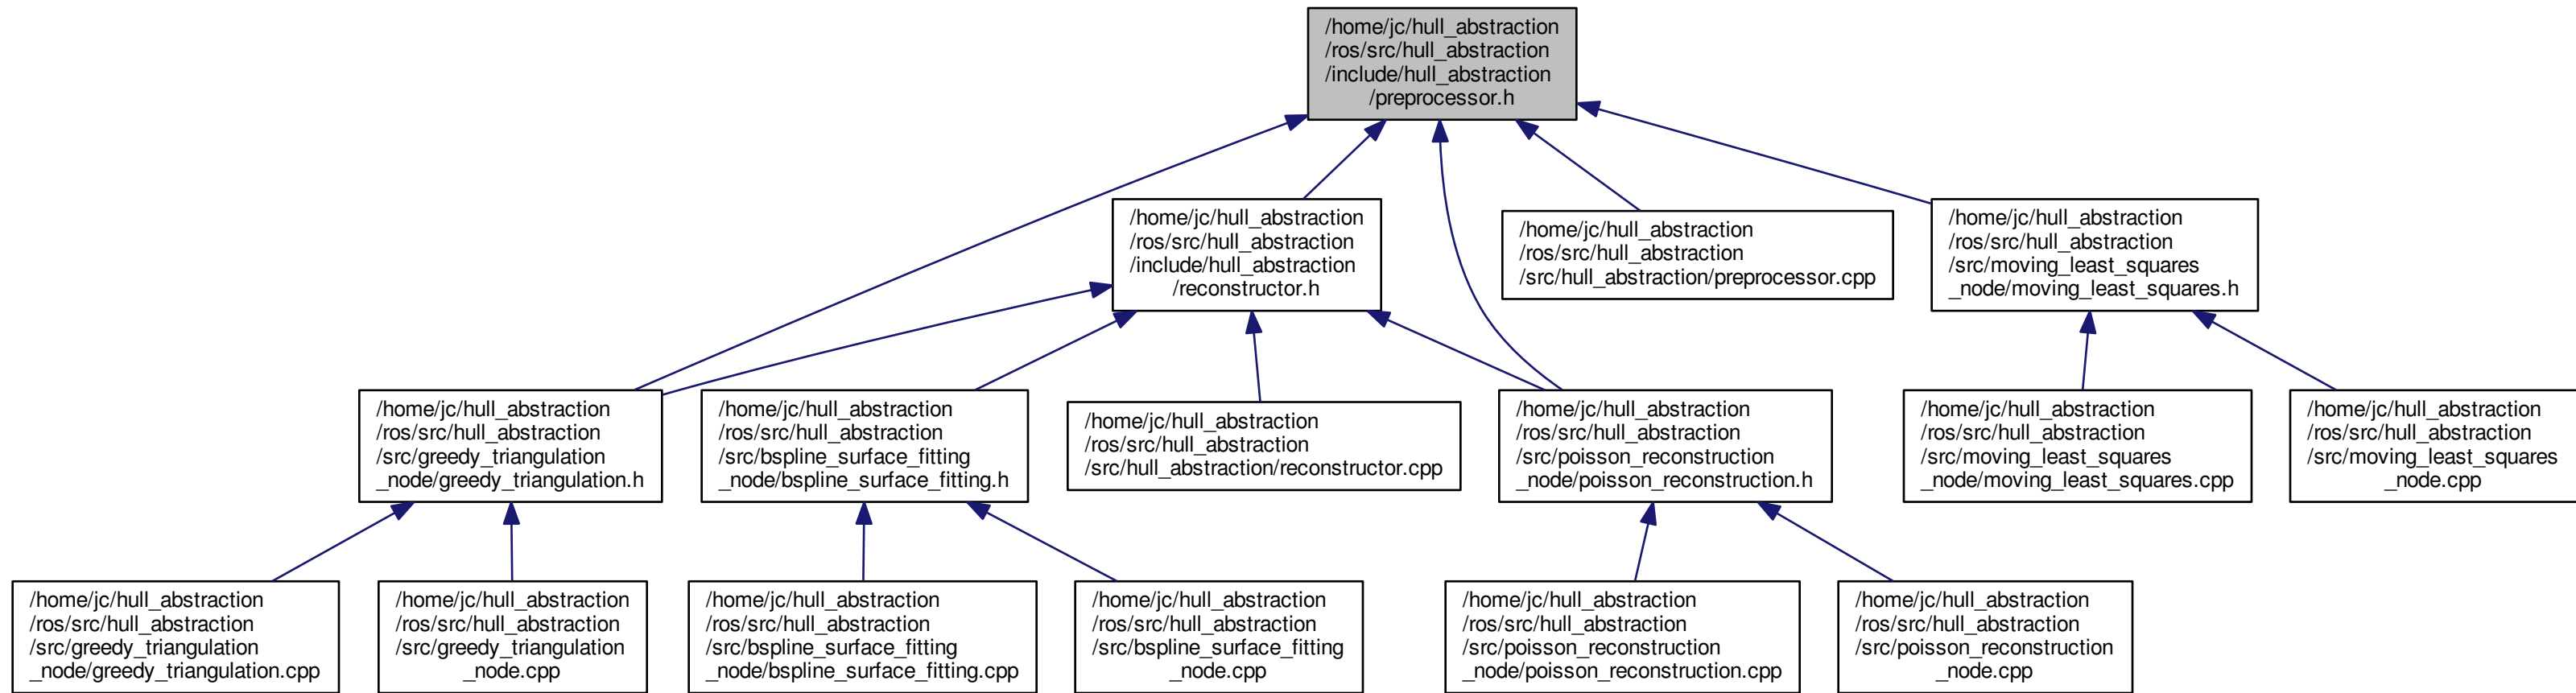 /home/jc/hull_abstraction
/ros/src/hull_abstraction
/include/hull_abstraction
/preprocessor.h
/home/jc/hull_abstraction
/ros/src/hull_abstraction
/include/hull_abstraction
/reconstructor.h
/home/jc/hull_abstraction
/ros/src/hull_abstraction
/src/hull_abstraction/preprocessor.cpp
/home/jc/hull_abstraction
/ros/src/hull_abstraction
/src/moving_least_squares
_node/moving_least_squares.h
/home/jc/hull_abstraction
/ros/src/hull_abstraction
/src/greedy_triangulation
_node/greedy_triangulation.h
/home/jc/hull_abstraction
/ros/src/hull_abstraction
/src/bspline_surface_fitting
_node/bspline_surface_fitting.h
/home/jc/hull_abstraction
/ros/src/hull_abstraction
/src/hull_abstraction/reconstructor.cpp
/home/jc/hull_abstraction
/ros/src/hull_abstraction
/src/poisson_reconstruction
_node/poisson_reconstruction.h
/home/jc/hull_abstraction
/ros/src/hull_abstraction
/src/moving_least_squares
_node/moving_least_squares.cpp
/home/jc/hull_abstraction
/ros/src/hull_abstraction
/src/moving_least_squares
_node.cpp
/home/jc/hull_abstraction
/ros/src/hull_abstraction
/src/greedy_triangulation
_node/greedy_triangulation.cpp
/home/jc/hull_abstraction
/ros/src/hull_abstraction
/src/greedy_triangulation
_node.cpp
/home/jc/hull_abstraction
/ros/src/hull_abstraction
/src/bspline_surface_fitting
_node/bspline_surface_fitting.cpp
/home/jc/hull_abstraction
/ros/src/hull_abstraction
/src/bspline_surface_fitting
_node.cpp
/home/jc/hull_abstraction
/ros/src/hull_abstraction
/src/poisson_reconstruction
_node/poisson_reconstruction.cpp
/home/jc/hull_abstraction
/ros/src/hull_abstraction
/src/poisson_reconstruction
_node.cpp